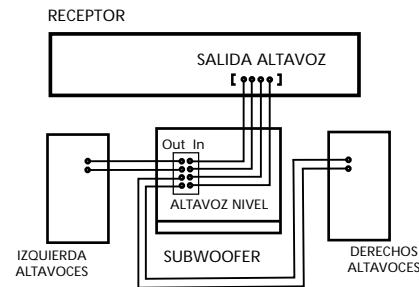 RECEPTOR
SALIDA ALTAVOZ
Out In
ALTAVOZ NIVEL
IZQUIERDA
ALTAVOCES
SUBWOOFER
DERECHOS
ALTAVOCES